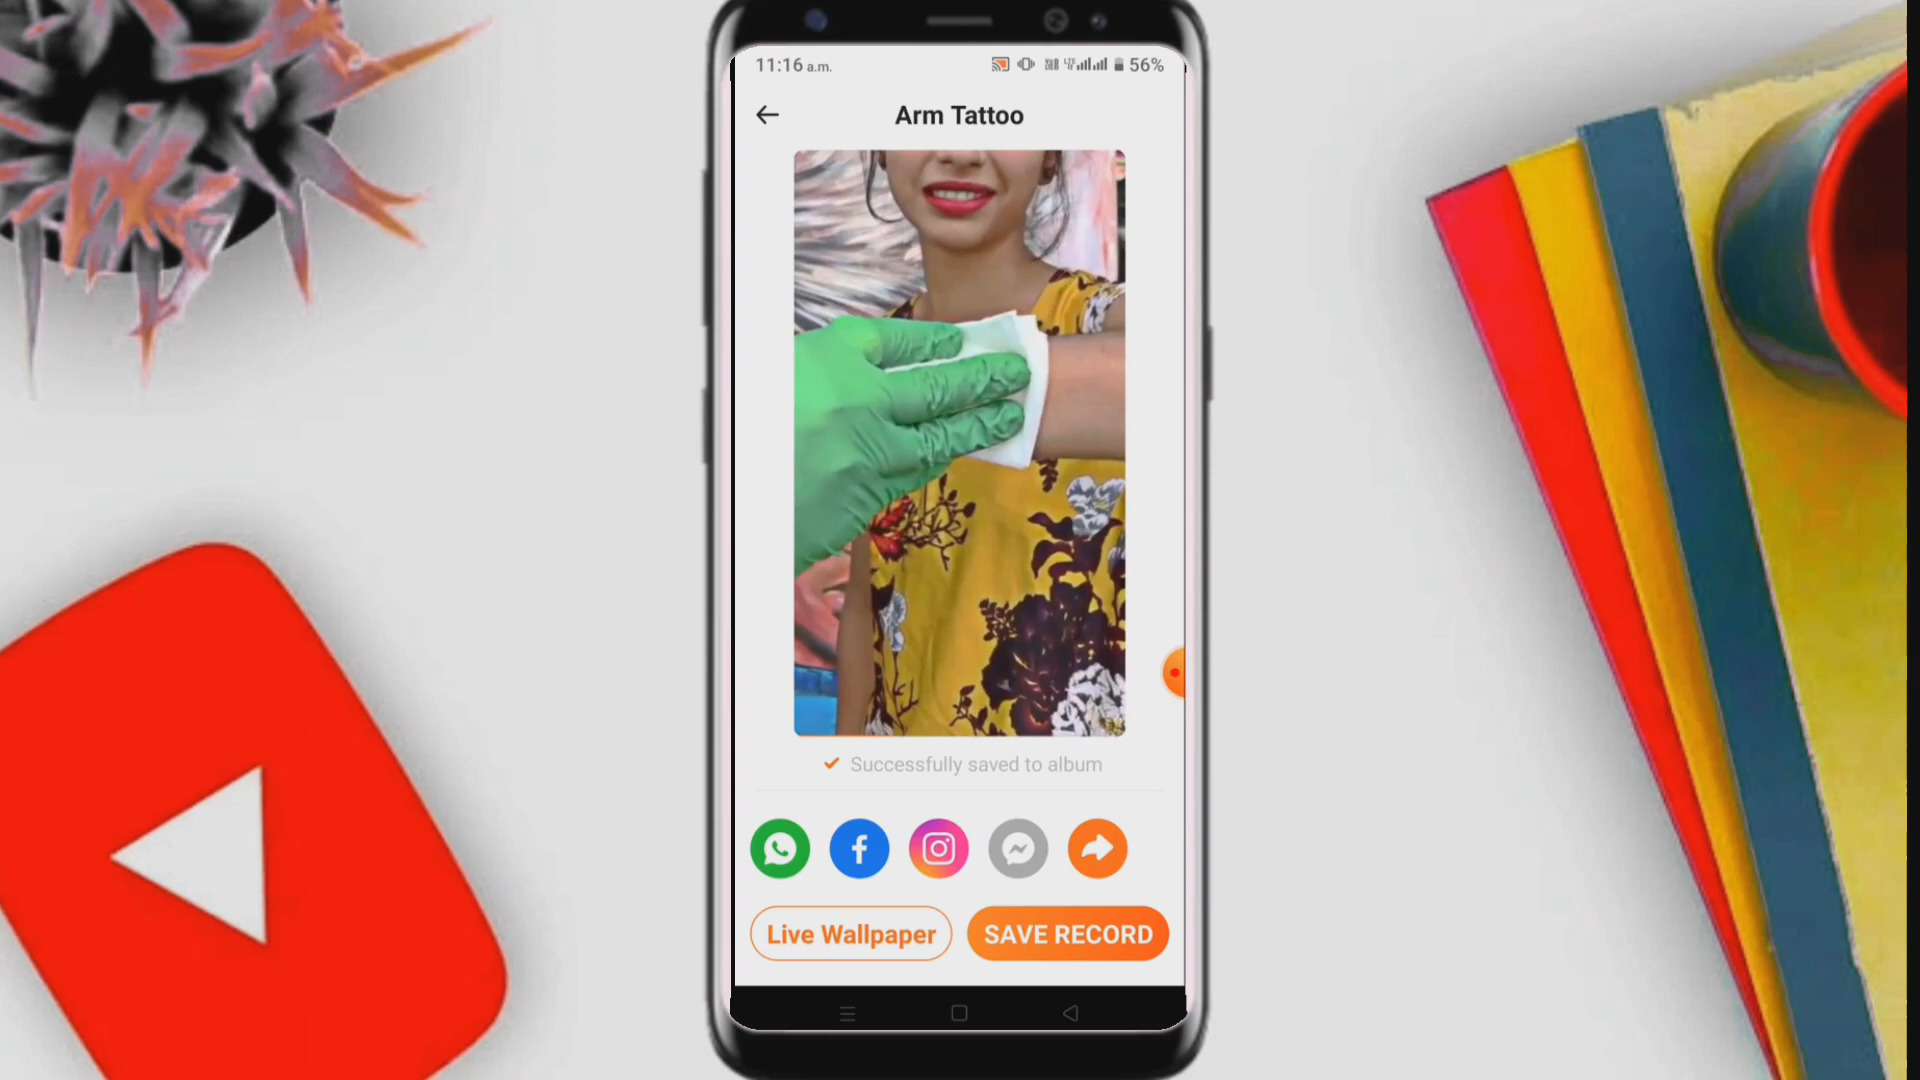 11:16 a.m.
56%
Arm Tattoo
Successfully saved to album
Live Wallpaper
SAVE RECORD